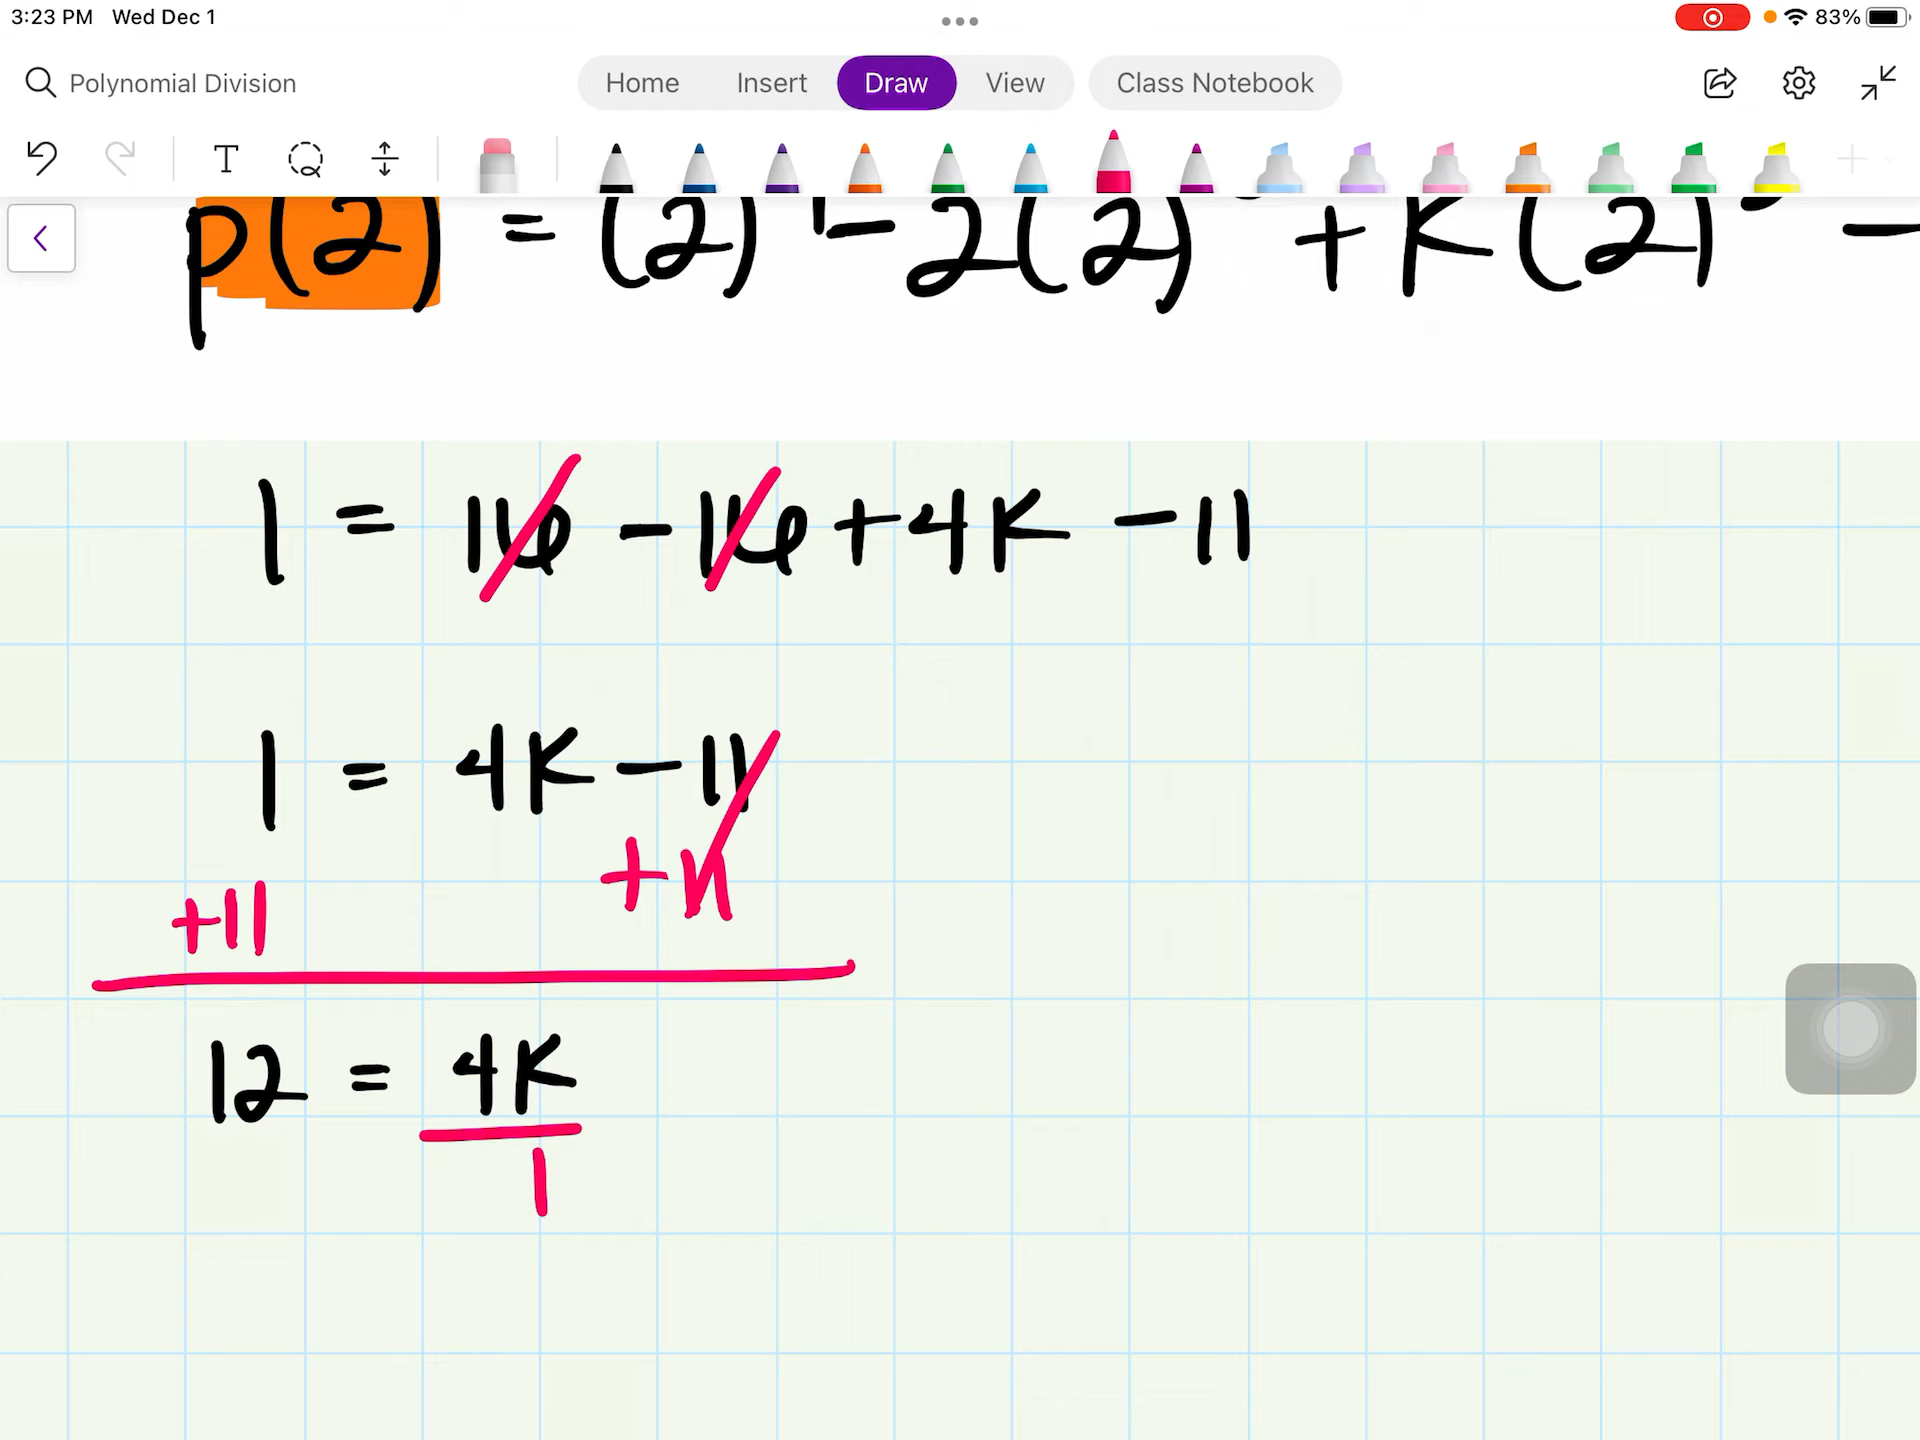 3:23 PM Wed Dec 1 83%
Polynomial Division Home Insert Draw View Class Notebook
T
p(2) = (2) - 2(2) + K(2) -
1 = 16 - 16 + 4K - 11
1 = 4K - 11
+11
+11
12 = 4K
1